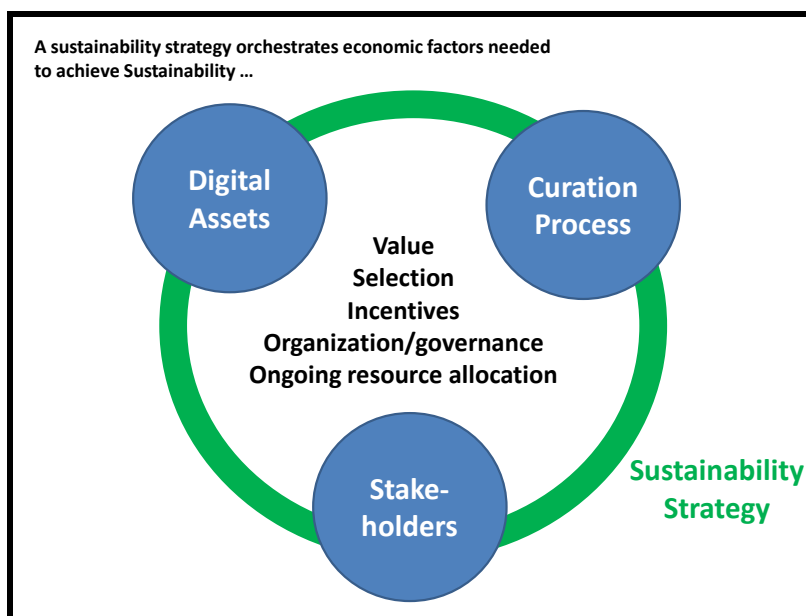 A sustainability strategy orchestrates economic factors needed
to achieve Sustainability …
Digital
Assets
Curation
Process
Value
Selection
Incentives
Organization/governance
Ongoing resource allocation
Stake-
holders
Sustainability
Strategy